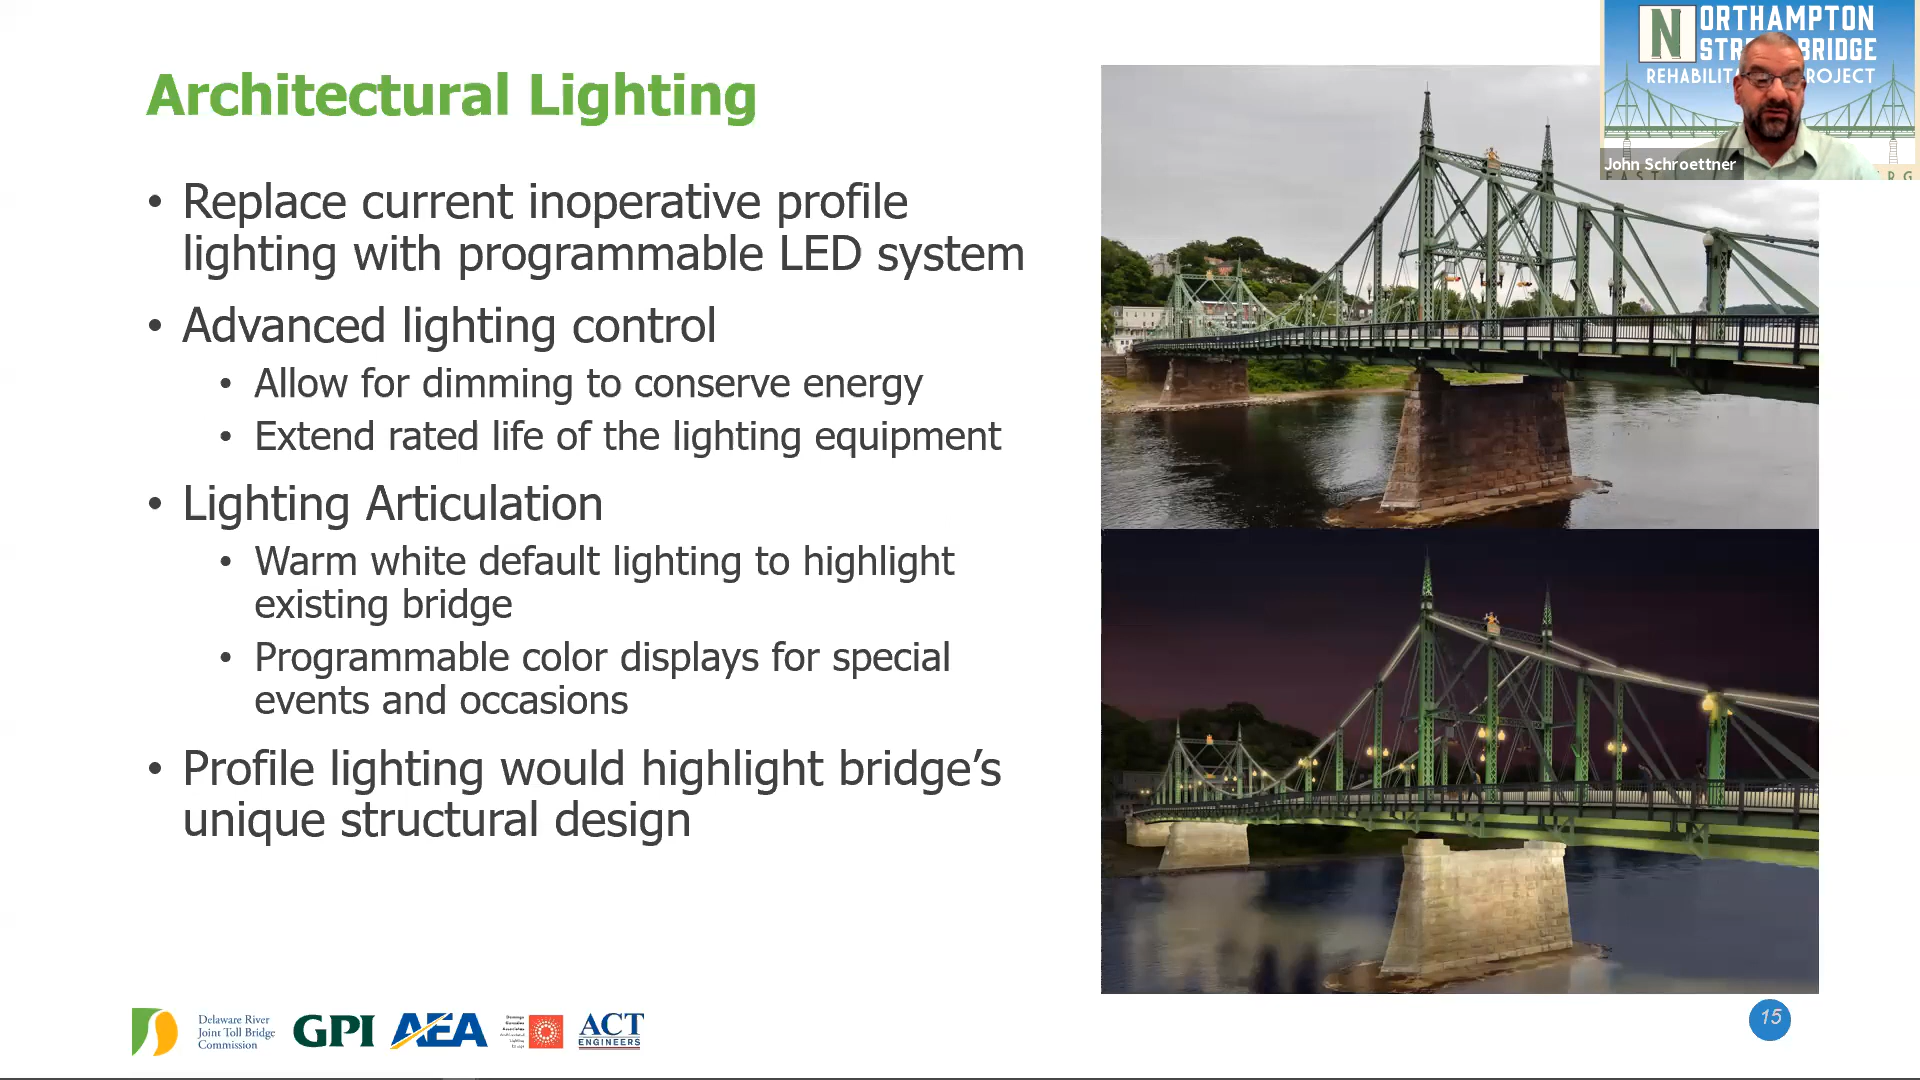 Architectural Lighting
• Replace current inoperative profile
lighting with programmable LED system
• Advanced lighting control
• Allow for dimming to conserve energy
• Extend rated life of the lighting equipment
• Lighting Articulation
• Warm white default lighting to highlight
existing bridge
• Programmable color displays for special
events and occasions
• Profile lighting would highlight bridge’s
unique structural design
NORTHAMPTON
STR BRIDGE
REHABILIT ROJECT
John Schroettner
Delaware River
Joint Toll Bridge
Commission
GPI
AEA
ACT
ENGINEERS
15